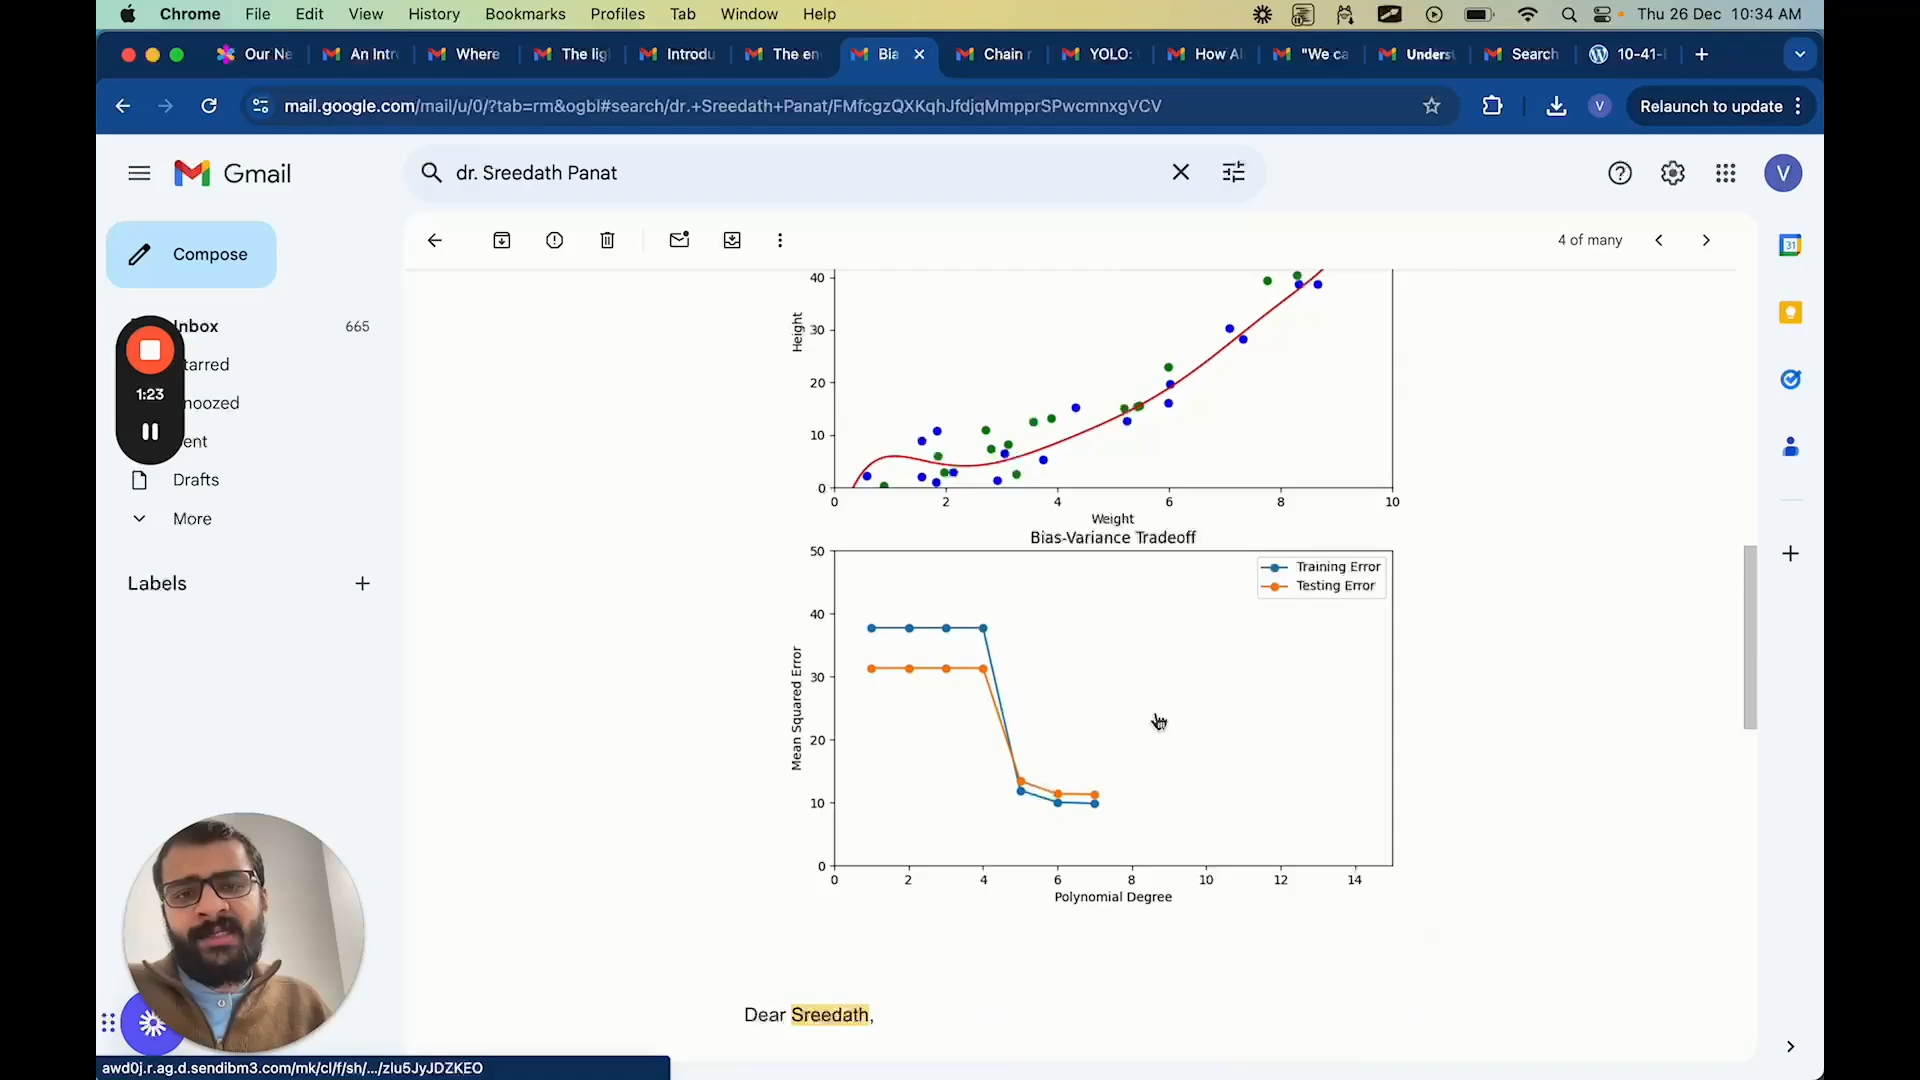 Chrome File Edit View History Bookmarks Profiles Tab Window Help Thu 26 Dec 10:34 AM
Our Ne An Intr Where The lig Introdu The en Bia Chain r YOLO: How AI "We ca Underst Search 10-41-
mail.google.com/mail/u/0/?tab=rm&ogbl#search/dr.+Sreedath+Panat/FMfcgzQXKqhJfdjqMmpprSPwcmnxgVCV V Relaunch to update
Gmail dr. Sreedath Panat V
Compose 4 of many
Inbox 665
tarred
1:23
noozed
ent
Drafts
More
Labels
31
40
30
20
10
0
Height
0 2 4 6 8 10
Weight
Bias-Variance Tradeoff
Training Error
Testing Error
50
40
30
20
10
0
Mean Squared Error
0 2 4 6 8 10 12 14
Polynomial Degree
Dear Sreedath,
awd0j.r.ag.d.sendibm3.com/mk/cl/f/sh/.../zlu5JyJDZKEO